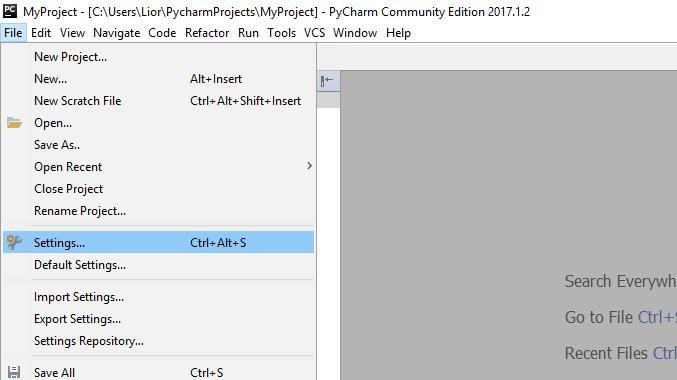 PC MyProject - [C:\Users\Lior\PycharmProjects\MyProject] - PyCharm Community Edition 2017.1.2
File Edit View Navigate Code Refactor Run Tools VCS Window Help
New Project...
New... Alt+Insert
New Scratch File Ctrl+Alt+Shift+Insert
Open...
Save As..
Open Recent
Close Project
Rename Project...
Settings... Ctrl+Alt+S
Default Settings...
Import Settings...
Export Settings...
Settings Repository...
Save All Ctrl+S
Search Everywh
Go to File Ctrl+S
Recent Files Ctrl